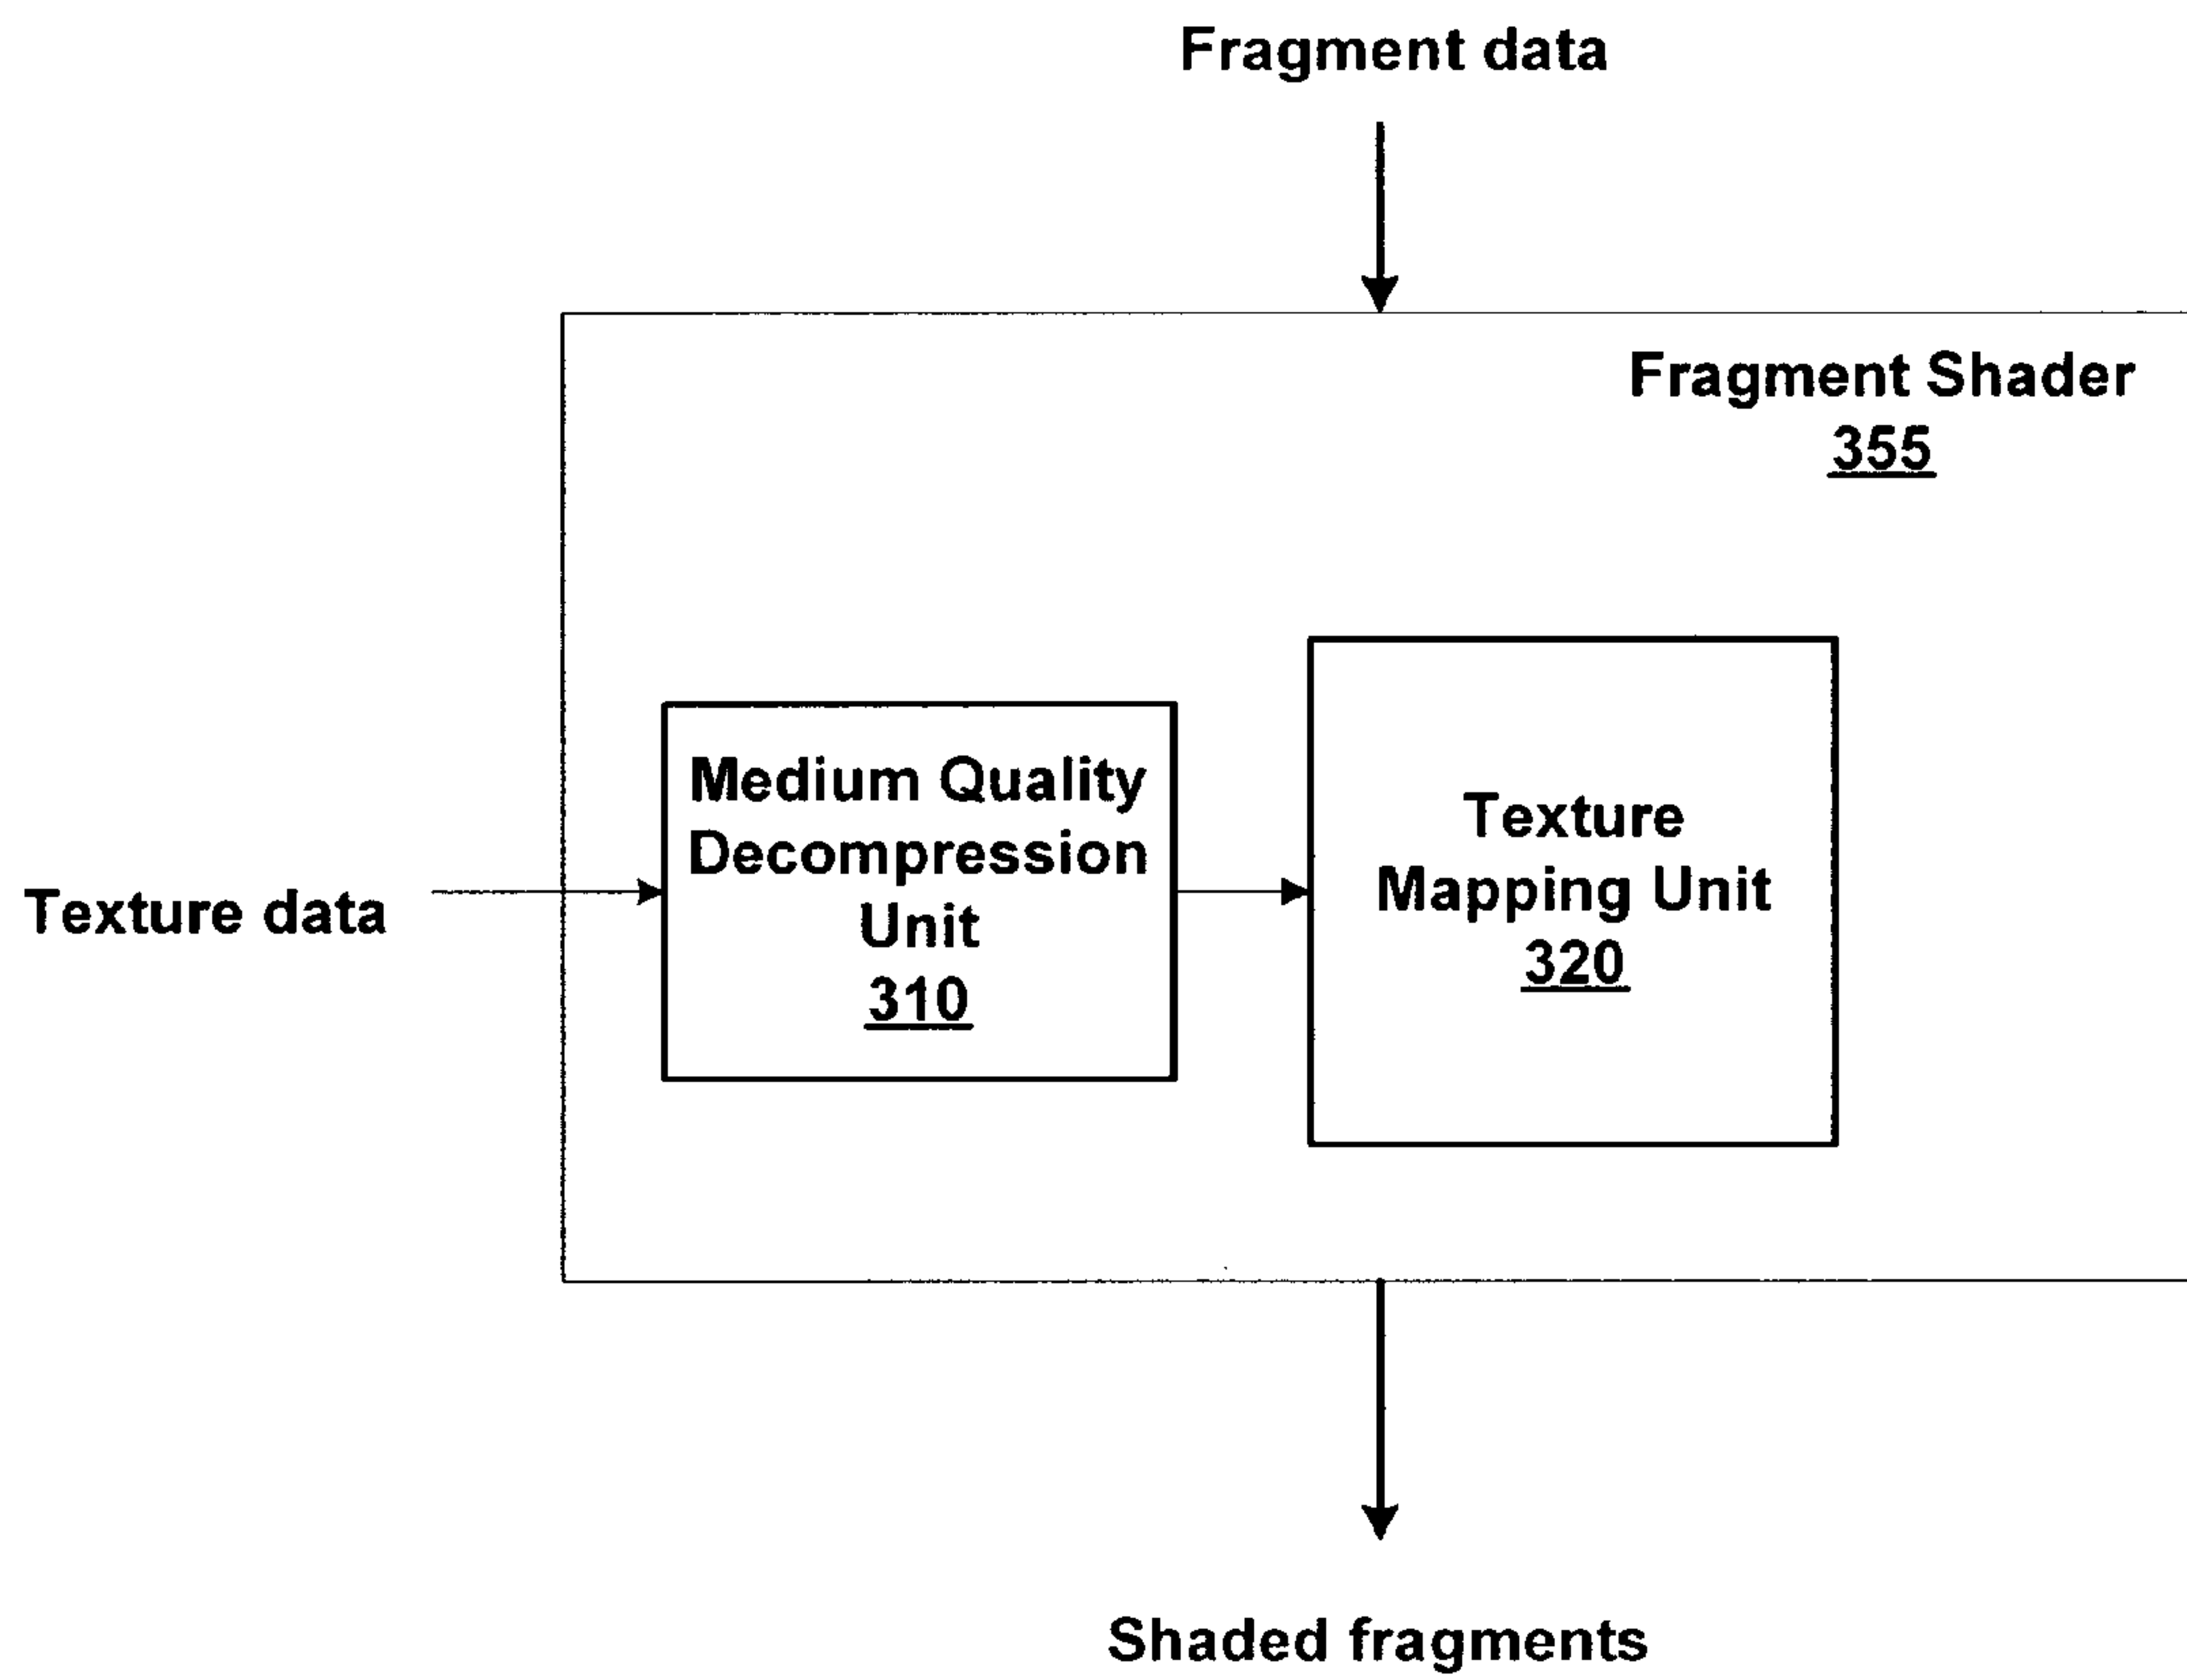 Fragment data
Fragment Shader
355
Medium Quality
Decompression
Unit
310
Texture
Mapping Unit
320
Texture data
Shaded fragments